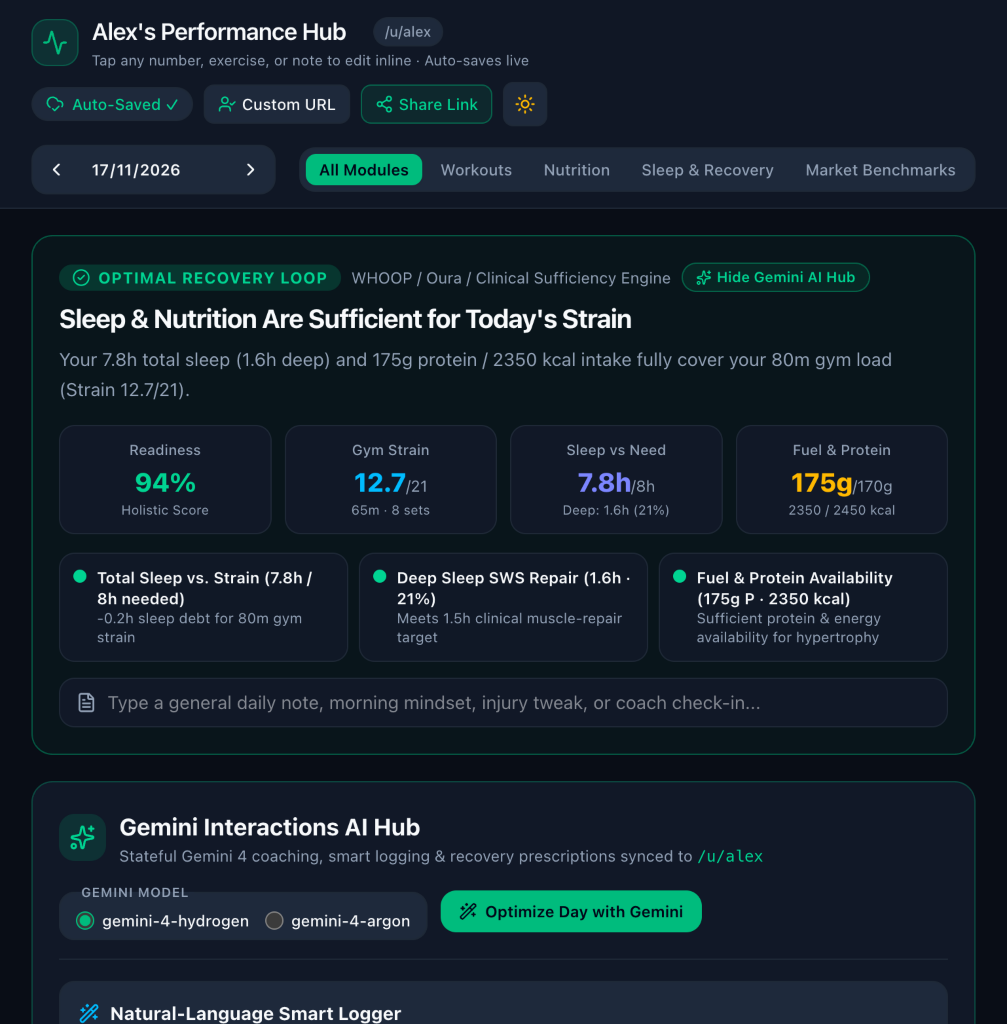 Alex's Performance Hub
/u/alex
Tap any number, exercise, or note to edit inline · Auto-saves live
Auto-Saved ✓
Custom URL
Share Link
17/11/2026
All Modules
Workouts
Nutrition
Sleep & Recovery
Market Benchmarks
OPTIMAL RECOVERY LOOP
WHOOP / Oura / Clinical Sufficiency Engine
Hide Gemini AI Hub
Sleep & Nutrition Are Sufficient for Today's Strain
Your 7.8h total sleep (1.6h deep) and 175g protein / 2350 kcal intake fully cover your 80m gym load
(Strain 12.7/21).
Readiness
94%
Holistic Score
Gym Strain
12.7/21
65m · 8 sets
Sleep vs Need
7.8h/8h
Deep: 1.6h (21%)
Fuel & Protein
175g/170g
2350 / 2450 kcal
Total Sleep vs. Strain (7.8h /
8h needed)
-0.2h sleep debt for 80m gym
strain
Deep Sleep SWS Repair (1.6h ·
21%)
Meets 1.5h clinical muscle-repair
target
Fuel & Protein Availability
(175g P · 2350 kcal)
Sufficient protein & energy
availability for hypertrophy
Type a general daily note, morning mindset, injury tweak, or coach check-in...
Gemini Interactions AI Hub
Stateful Gemini 4 coaching, smart logging & recovery prescriptions synced to /u/alex
GEMINI MODEL
gemini-4-hydrogen
gemini-4-argon
Optimize Day with Gemini
Natural-Language Smart Logger